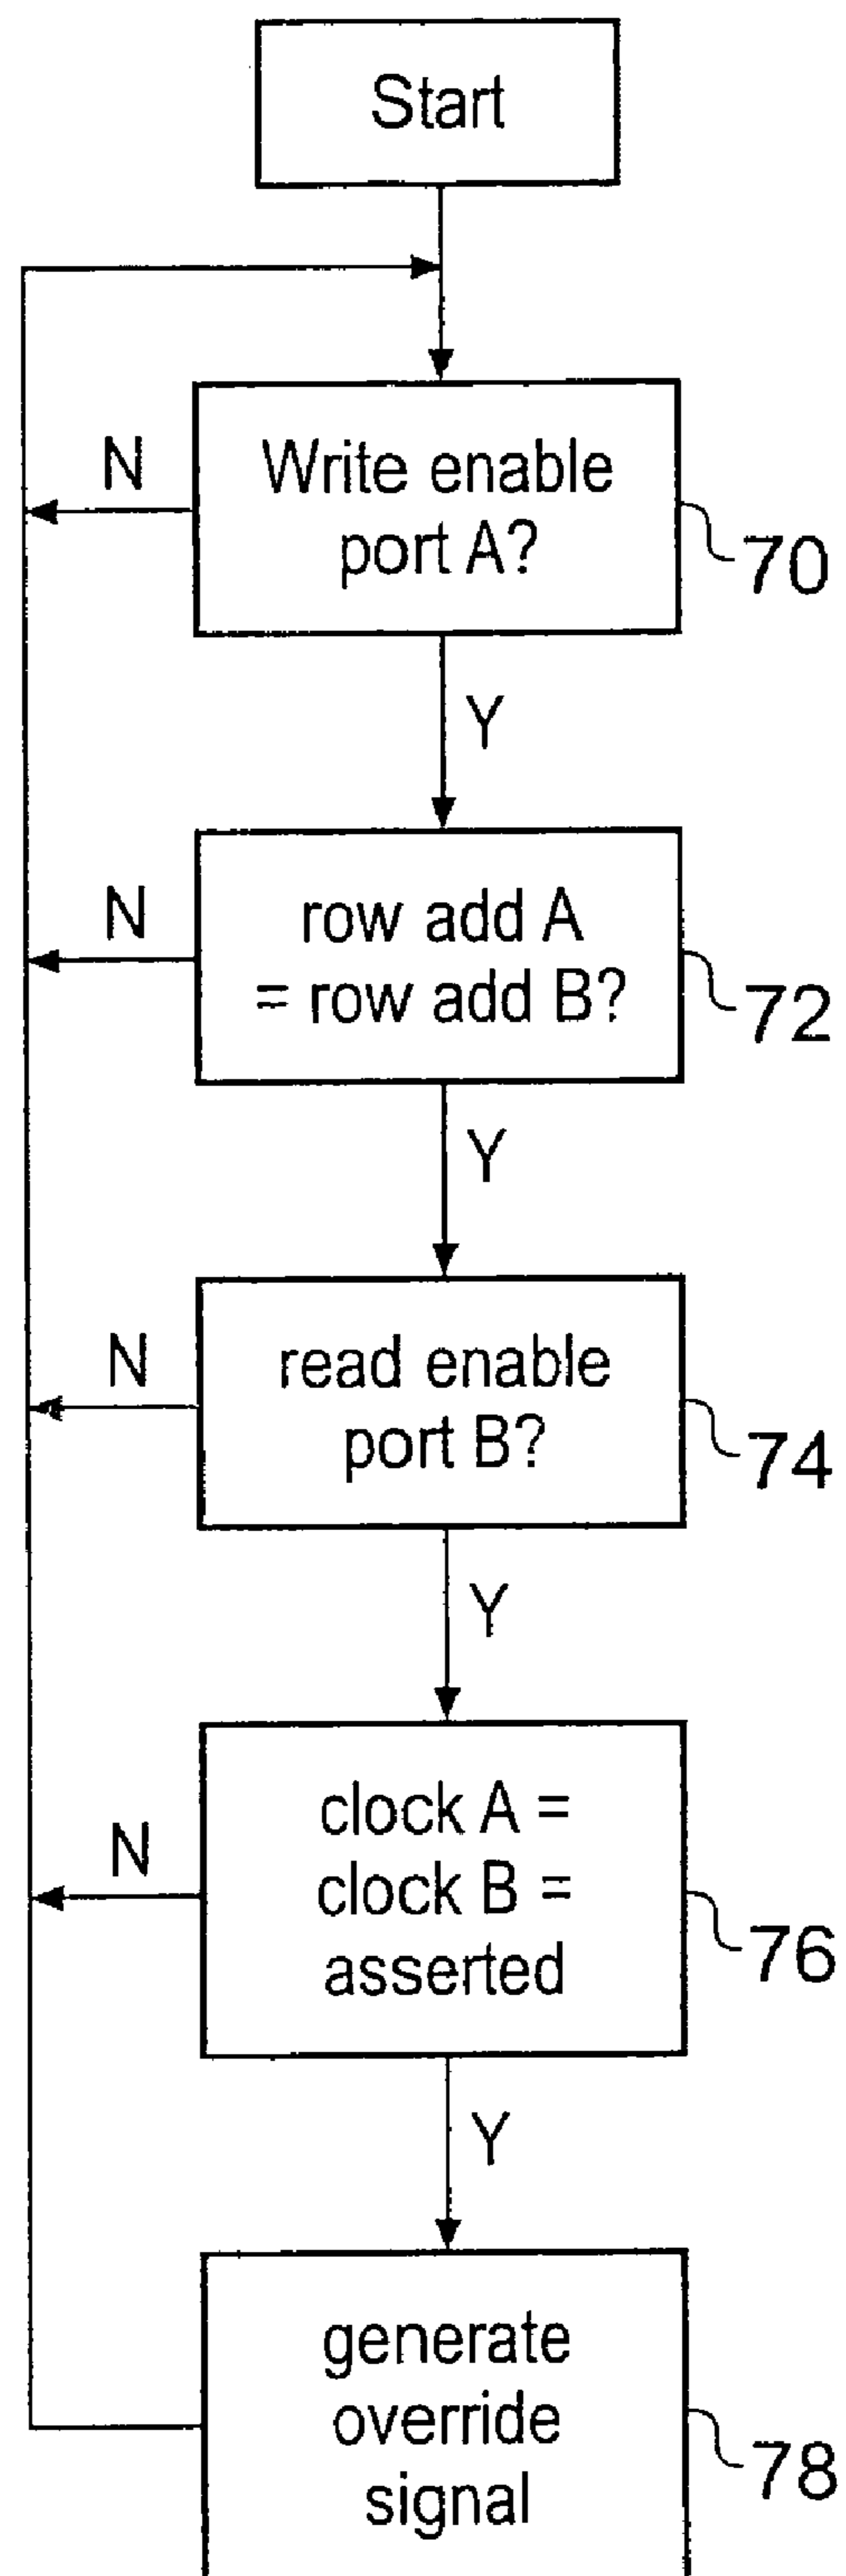 Start
N
Write enable
port A?
70
Y
N
row add A
= row add B?
72
Y
N
read enable
port B?
74
Y
N
clock A =
clock B =
asserted
76
Y
generate
override
signal
78